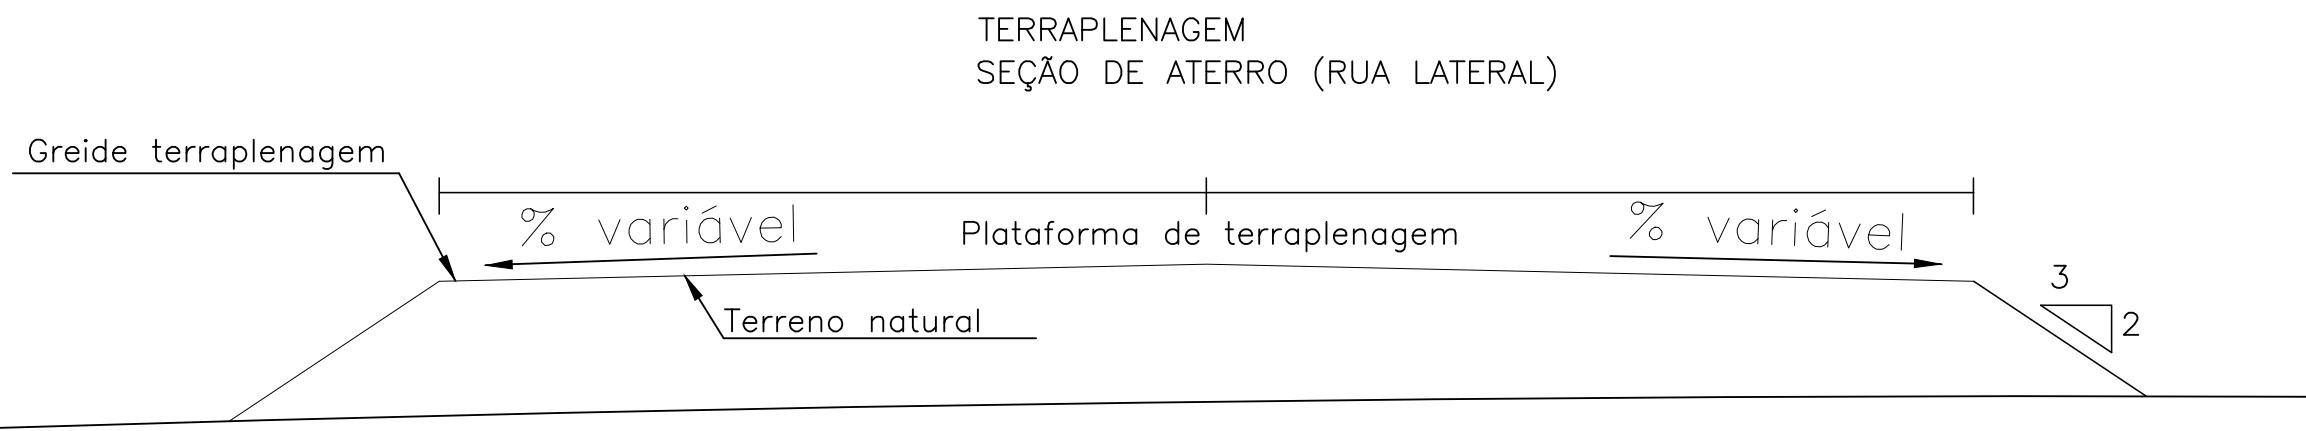 TERRAPLENAGEM
SEÇÃO DE ATERRO (RUA LATERAL)
Greide terraplenagem
% variável
Plataforma de terraplenagem
% variável
3
2
Terreno natural